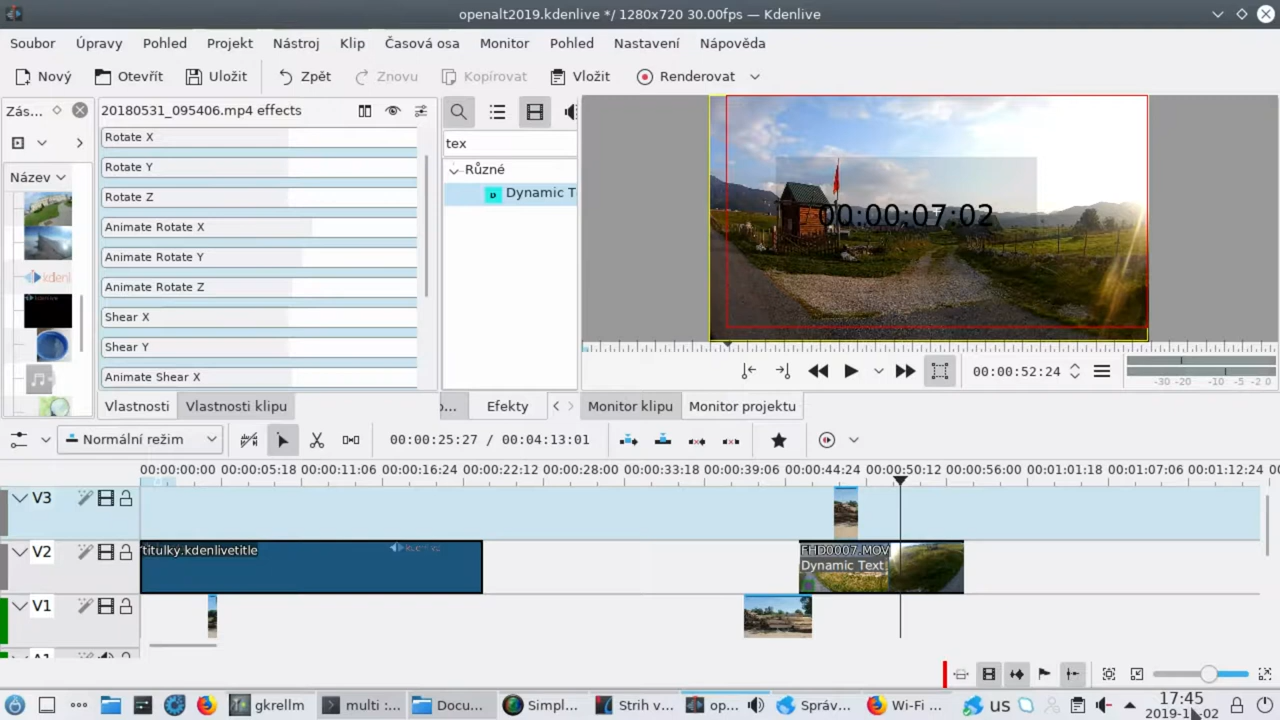 openalt2019.kdenlive */ 1280x720 30.00fps — Kdenlive
Soubor Úpravy Pohled Projekt Nástroj Klip Časová osa Monitor Pohled Nastavení Nápověda
Nový Otevřít Uložit Zpět Znovu Kopírovat Vložit Renderovat
Zás... 20180531_095406.mp4 effects
Název
Rotate X
Rotate Y
Rotate Z
Animate Rotate X
Animate Rotate Y
Animate Rotate Z
Shear X
Shear Y
Animate Shear X
tex
Různé
Dynamic T
00:00:07:02
00:00:52:24
-30 -20 -10 -5 -2 0
Vlastnosti Vlastnosti klipu
Efekty
Monitor klipu Monitor projektu
Normální režim 00:00:25:27 / 00:04:13:01
00:00:00:00 00:00:05:18 00:00:11:06 00:00:16:24 00:00:22:12 00:00:28:00 00:00:33:18 00:00:39:06 00:00:44:24 00:00:50:12 00:00:56:00 00:01:01:18 00:01:07:06 00:01:12:24
V3
V2
titulky.kdenlivetitle
FHD0007.MOV
Dynamic Text
V1
A1
gkrellm multi :... Docu... Simpl... Strih v... op... Správ... Wi-Fi ... us 17:45
2019-11-02